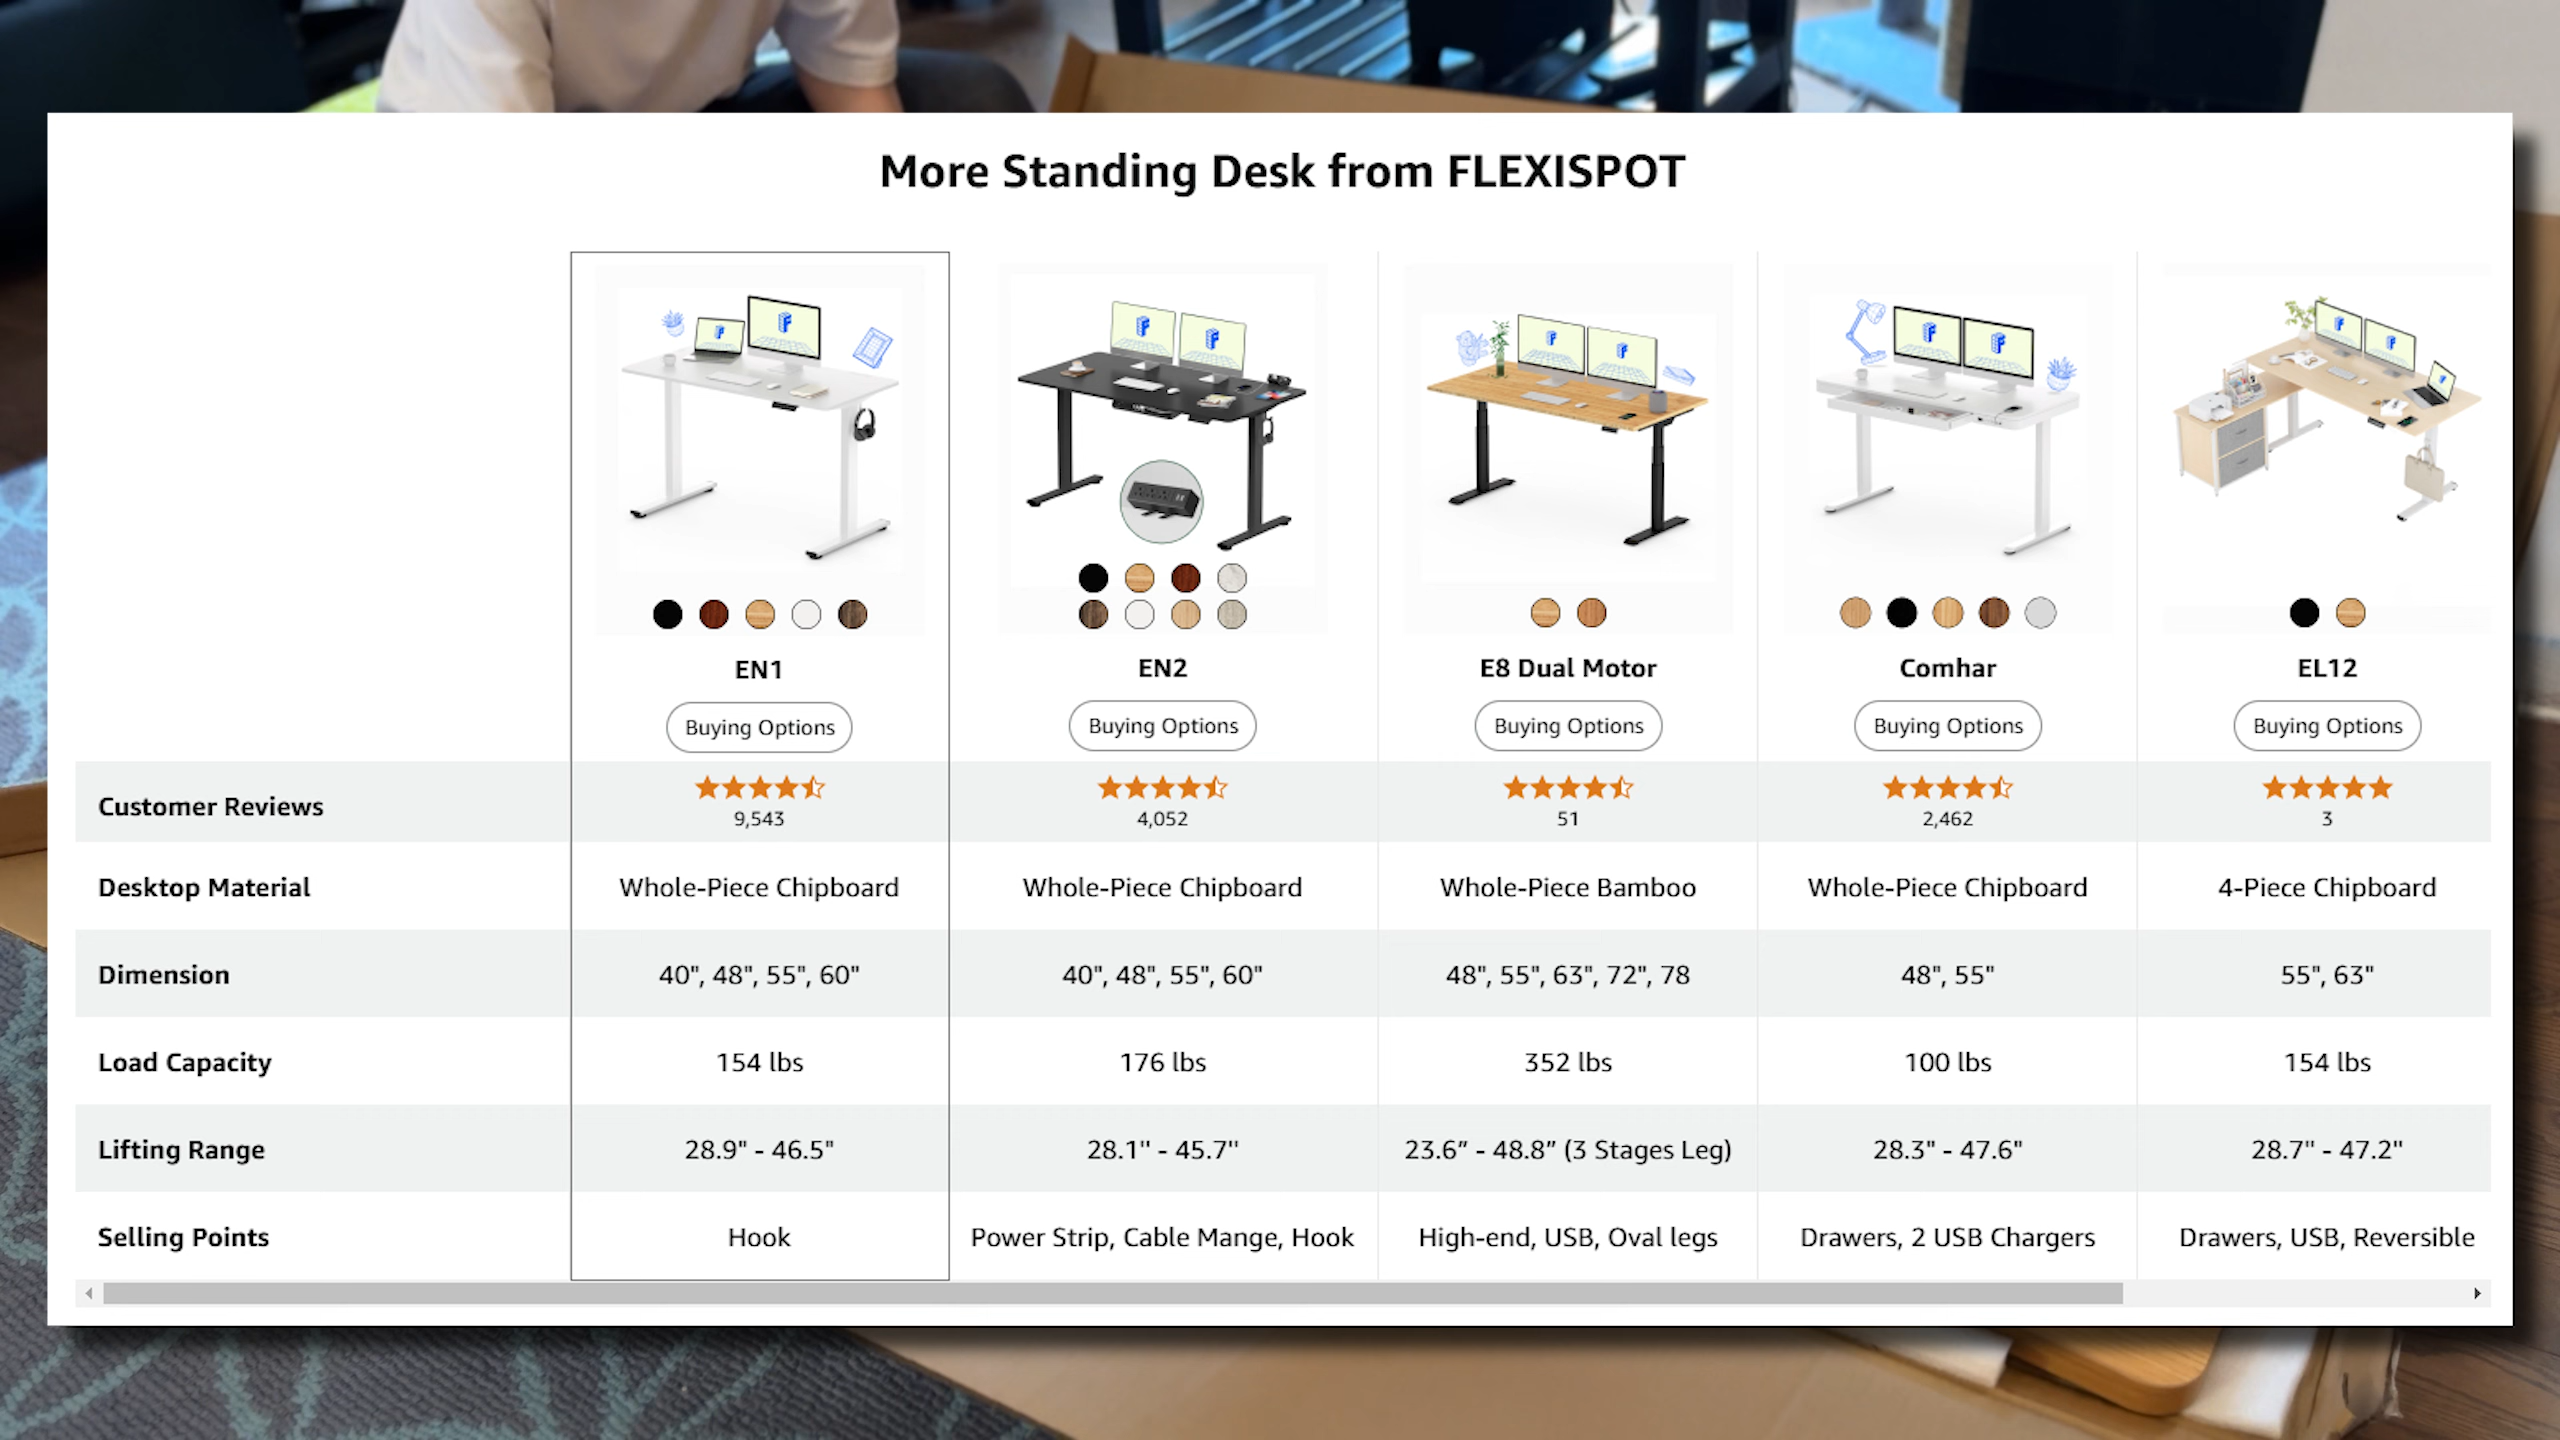 More Standing Desk from FLEXISPOT
EN1 EN2 E8 Dual Motor Comhar EL12
Buying Options Buying Options Buying Options Buying Options Buying Options
Customer Reviews 9,543 4,052 51 2,462 3
Desktop Material Whole-Piece Chipboard Whole-Piece Chipboard Whole-Piece Bamboo Whole-Piece Chipboard 4-Piece Chipboard
Dimension 40", 48", 55", 60" 40", 48", 55", 60" 48", 55", 63", 72", 78 48", 55" 55", 63"
Load Capacity 154 lbs 176 lbs 352 lbs 100 lbs 154 lbs
Lifting Range 28.9" - 46.5" 28.1'' - 45.7'' 23.6” - 48.8” (3 Stages Leg) 28.3" - 47.6" 28.7'' - 47.2''
Selling Points Hook Power Strip, Cable Mange, Hook High-end, USB, Oval legs Drawers, 2 USB Chargers Drawers, USB, Reversible